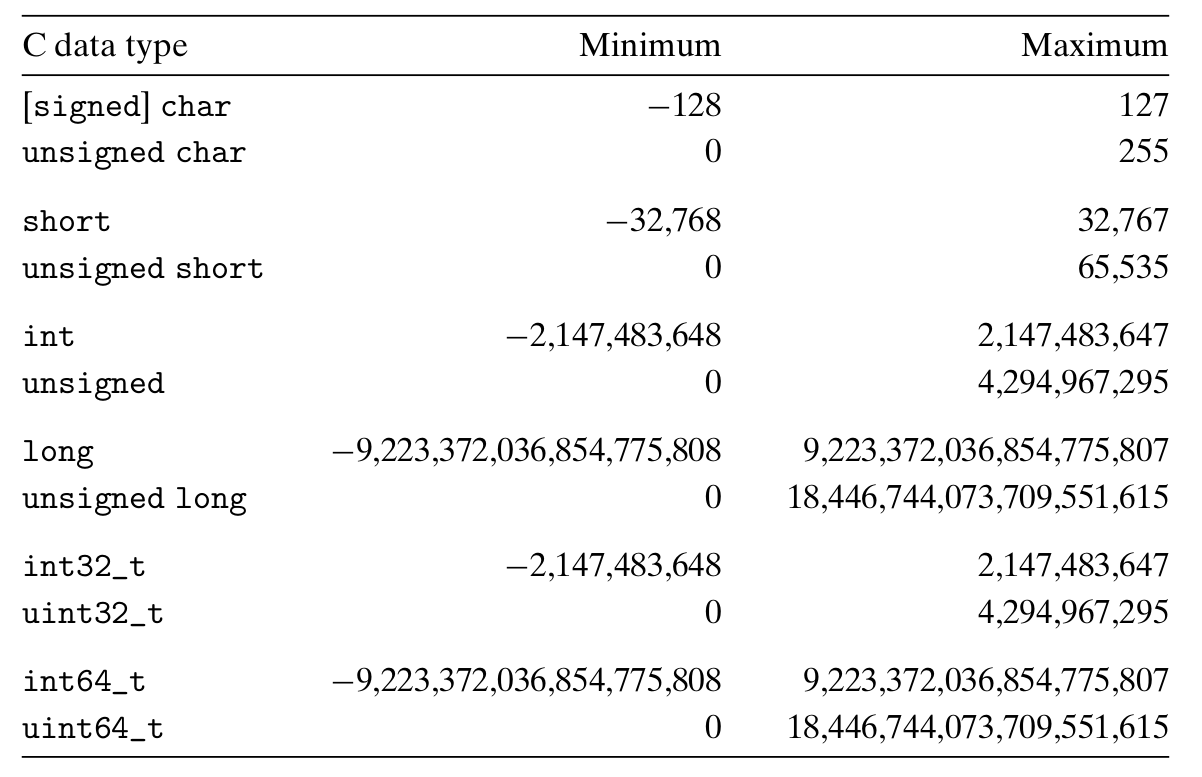 C data type Minimum Maximum
[signed] char −128 127
unsigned char 0 255
short −32,768 32,767
unsigned short 0 65,535
int −2,147,483,648 2,147,483,647
unsigned 0 4,294,967,295
long −9,223,372,036,854,775,808 9,223,372,036,854,775,807
unsigned long 0 18,446,744,073,709,551,615
int32_t −2,147,483,648 2,147,483,647
uint32_t 0 4,294,967,295
int64_t −9,223,372,036,854,775,808 9,223,372,036,854,775,807
uint64_t 0 18,446,744,073,709,551,615